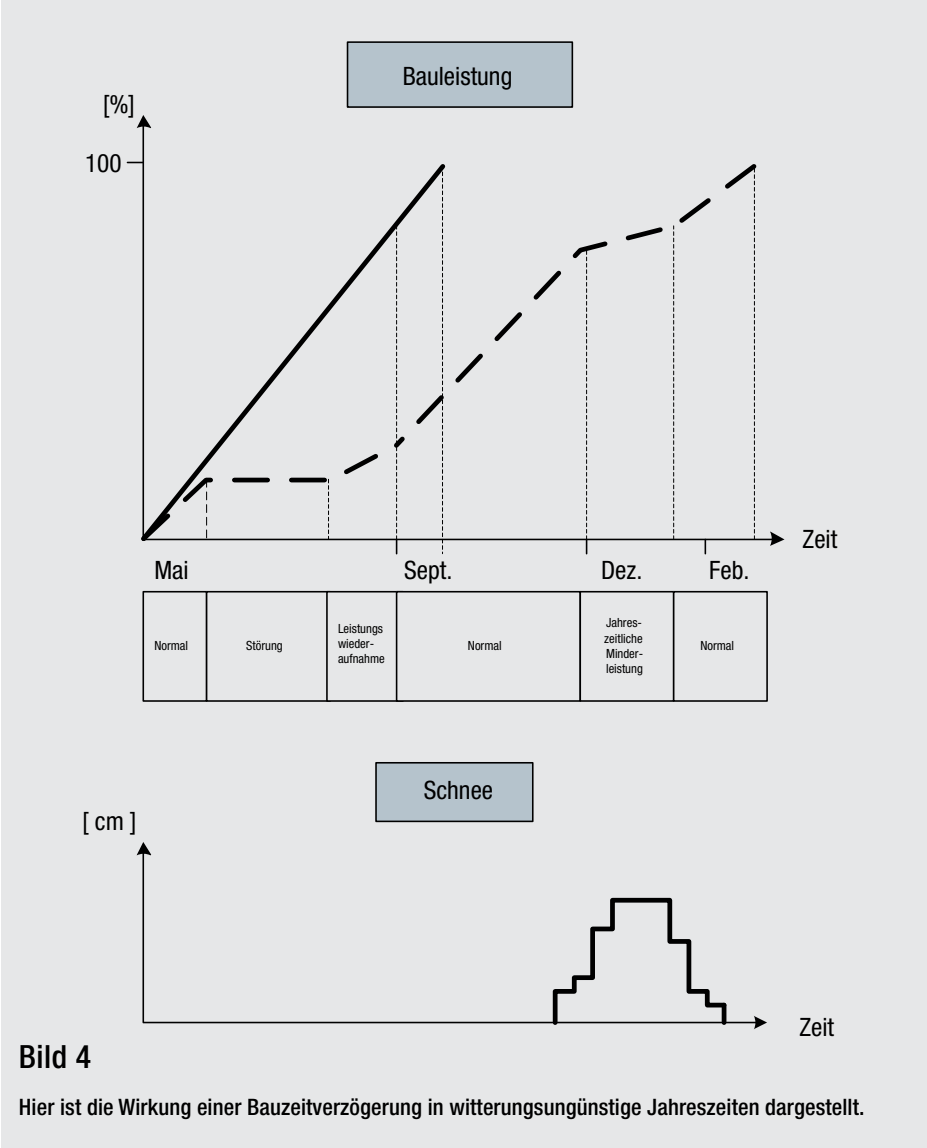 Bauleistung
[%]
100
Zeit
Mai Sept. Dez. Feb.
Normal
Störung
Leistungs
wieder-
aufnahme
Normal
Jahres-
zeitliche
Minder-
leistung
Normal
Schnee
[ cm ]
Zeit
Bild 4
Hier ist die Wirkung einer Bauzeitverzögerung in witterungsungünstige Jahreszeiten dargestellt.